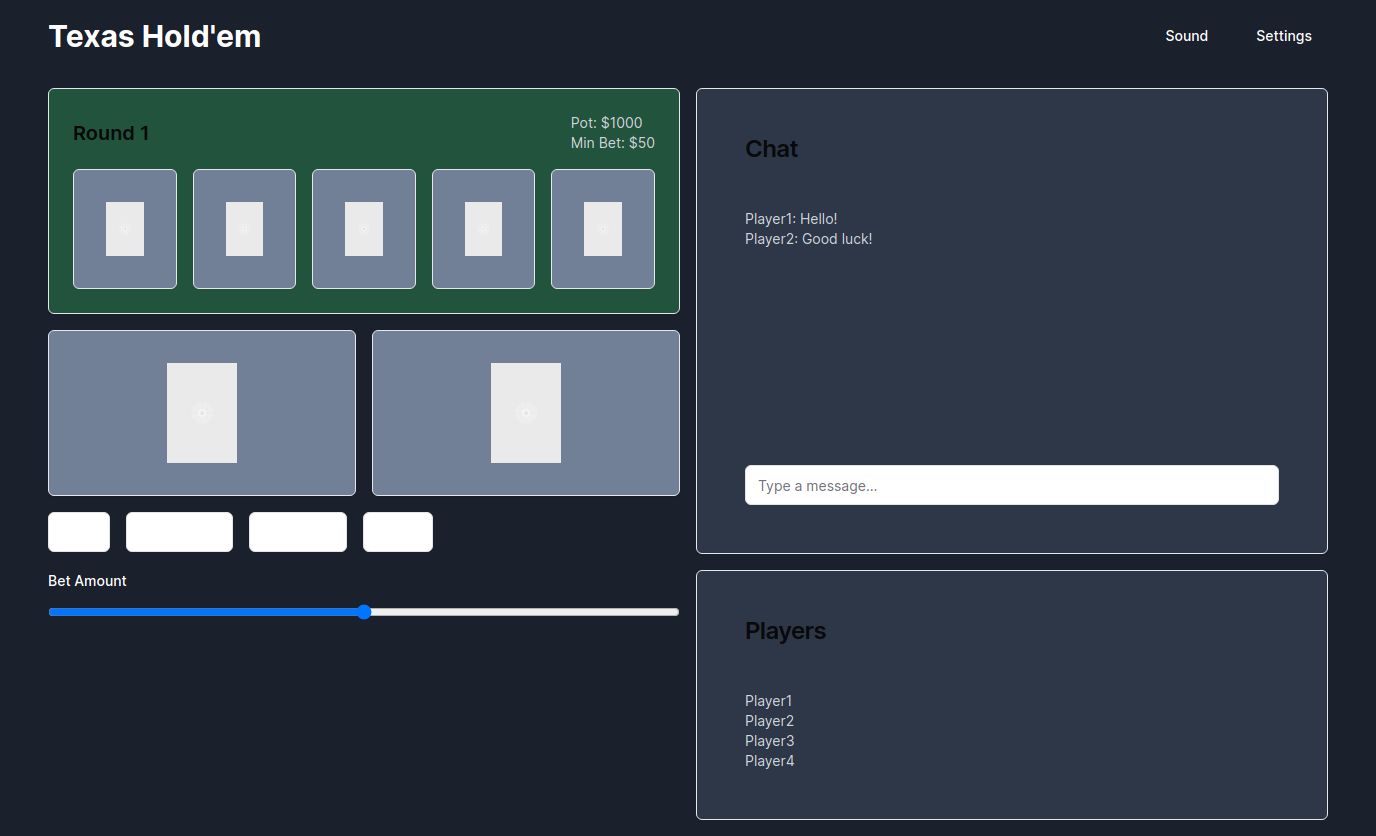 Texas Hold'em
Sound
Settings
Round 1
Pot: $1000
Min Bet: $50
Bet Amount
Chat
Player1: Hello!
Player2: Good luck!
Type a message...
Players
Player1
Player2
Player3
Player4